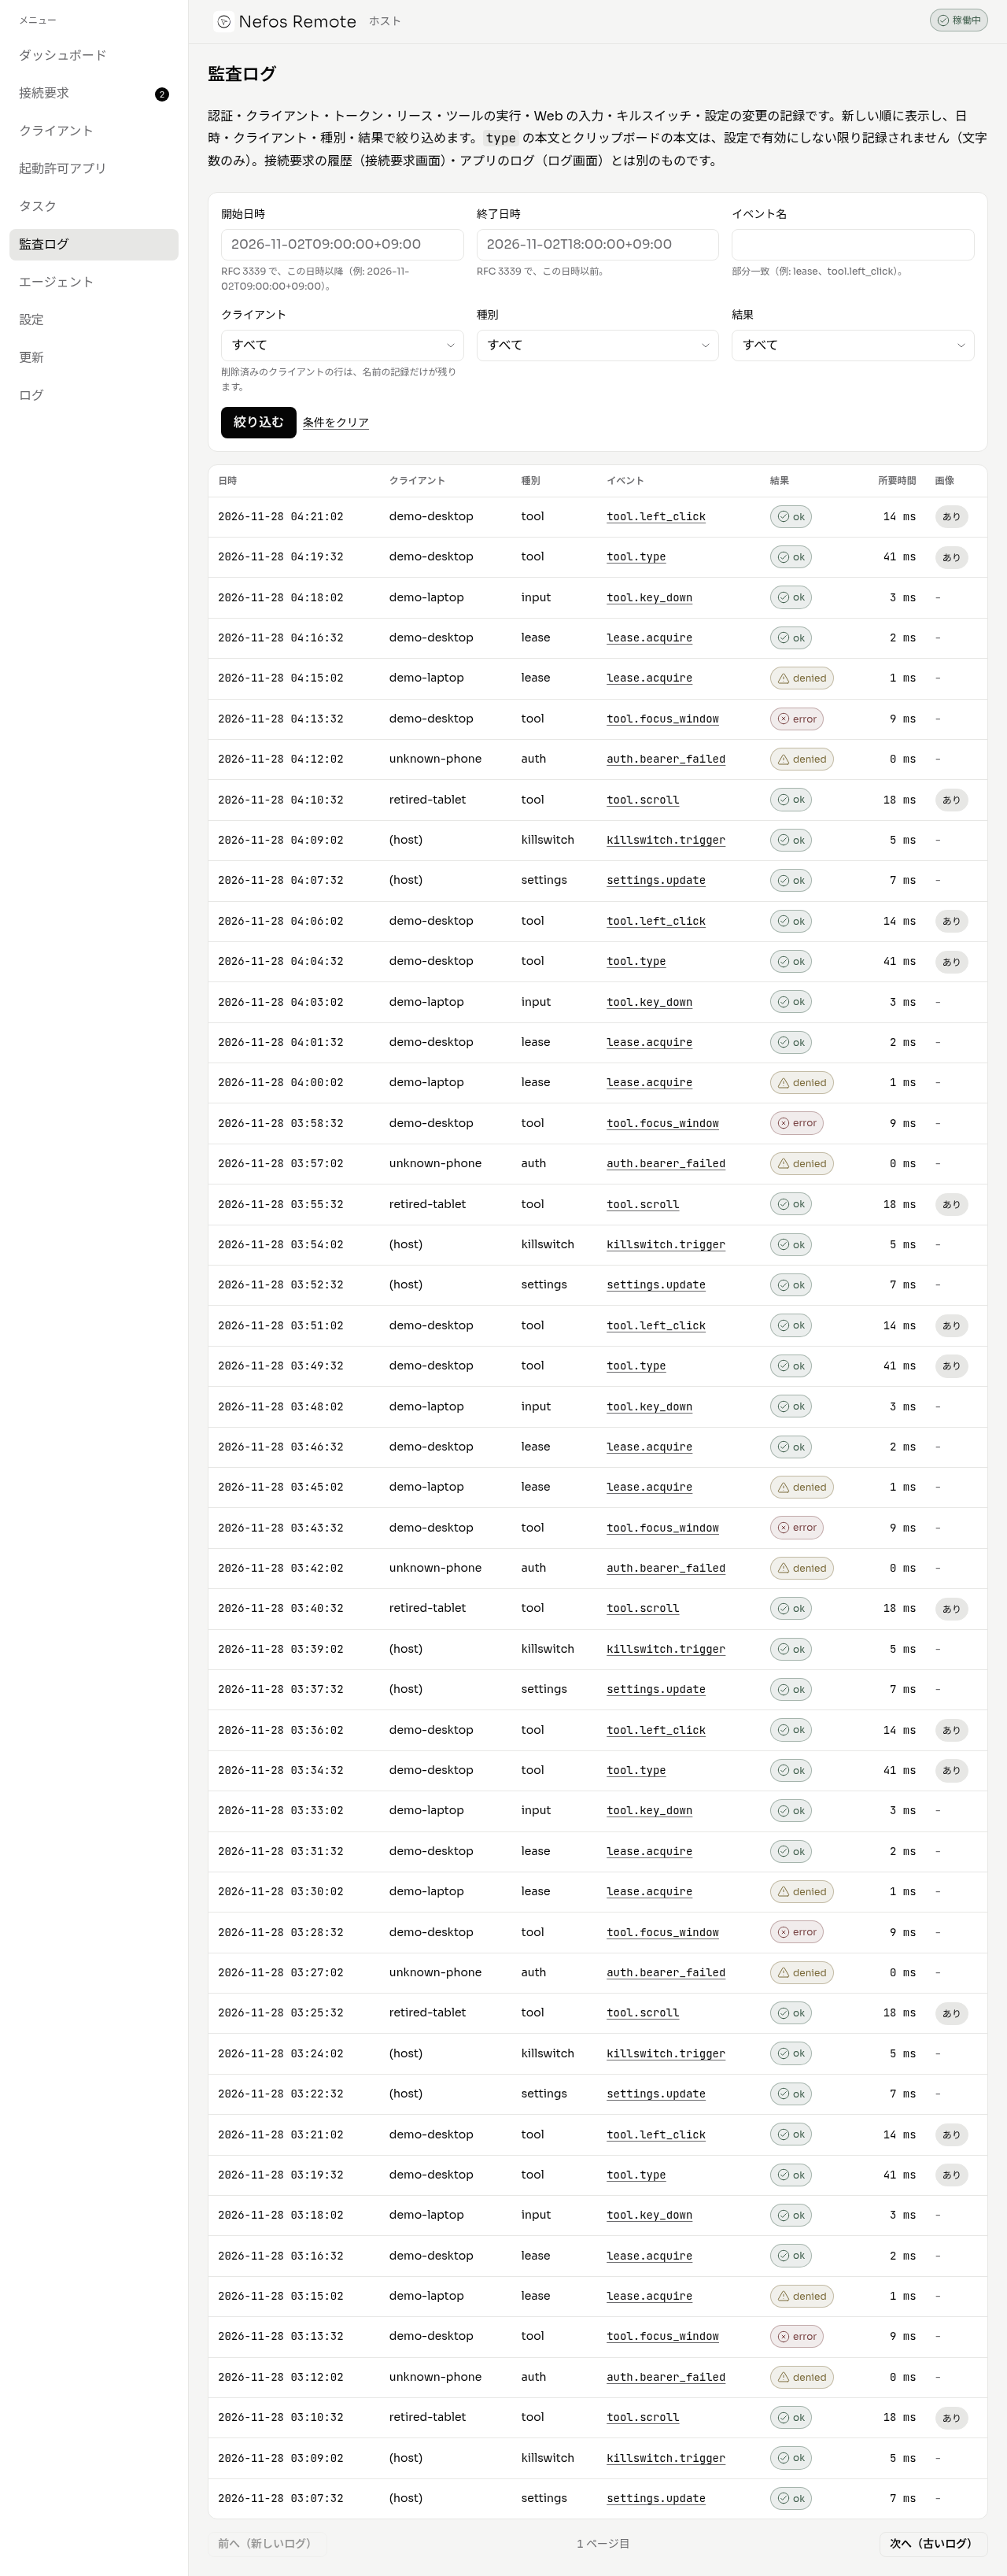 メニュー
ダッシュボード
接続要求 2
クライアント
起動許可アプリ
タスク
監査ログ
エージェント
設定
更新
ログ
Nefos Remote ホスト 稼働中
監査ログ
認証・クライアント・トークン・リース・ツールの実行・Web の入力・キルスイッチ・設定の変更の記録です。新しい順に表示し、日
時・クライアント・種別・結果で絞り込めます。type の本文とクリップボードの本文は、設定で有効にしない限り記録されません（文字
数のみ）。接続要求の履歴（接続要求画面）・アプリのログ（ログ画面）とは別のものです。
開始日時 終了日時 イベント名
2026-11-02T09:00:00+09:00 2026-11-02T18:00:00+09:00
RFC 3339 で、この日時以降（例: 2026-11- RFC 3339 で、この日時以前。 部分一致（例: lease、tool.left_click）。
02T09:00:00+09:00）。
クライアント 種別 結果
すべて すべて すべて
削除済みのクライアントの行は、名前の記録だけが残り
ます。
絞り込む 条件をクリア
日時 クライアント 種別 イベント 結果 所要時間 画像
2026-11-28 04:21:02 demo-desktop tool tool.left_click ok 14 ms あり
2026-11-28 04:19:32 demo-desktop tool tool.type ok 41 ms あり
2026-11-28 04:18:02 demo-laptop input tool.key_down ok 3 ms -
2026-11-28 04:16:32 demo-desktop lease lease.acquire ok 2 ms -
2026-11-28 04:15:02 demo-laptop lease lease.acquire denied 1 ms -
2026-11-28 04:13:32 demo-desktop tool tool.focus_window error 9 ms -
2026-11-28 04:12:02 unknown-phone auth auth.bearer_failed denied 0 ms -
2026-11-28 04:10:32 retired-tablet tool tool.scroll ok 18 ms あり
2026-11-28 04:09:02 (host) killswitch killswitch.trigger ok 5 ms -
2026-11-28 04:07:32 (host) settings settings.update ok 7 ms -
2026-11-28 04:06:02 demo-desktop tool tool.left_click ok 14 ms あり
2026-11-28 04:04:32 demo-desktop tool tool.type ok 41 ms あり
2026-11-28 04:03:02 demo-laptop input tool.key_down ok 3 ms -
2026-11-28 04:01:32 demo-desktop lease lease.acquire ok 2 ms -
2026-11-28 04:00:02 demo-laptop lease lease.acquire denied 1 ms -
2026-11-28 03:58:32 demo-desktop tool tool.focus_window error 9 ms -
2026-11-28 03:57:02 unknown-phone auth auth.bearer_failed denied 0 ms -
2026-11-28 03:55:32 retired-tablet tool tool.scroll ok 18 ms あり
2026-11-28 03:54:02 (host) killswitch killswitch.trigger ok 5 ms -
2026-11-28 03:52:32 (host) settings settings.update ok 7 ms -
2026-11-28 03:51:02 demo-desktop tool tool.left_click ok 14 ms あり
2026-11-28 03:49:32 demo-desktop tool tool.type ok 41 ms あり
2026-11-28 03:48:02 demo-laptop input tool.key_down ok 3 ms -
2026-11-28 03:46:32 demo-desktop lease lease.acquire ok 2 ms -
2026-11-28 03:45:02 demo-laptop lease lease.acquire denied 1 ms -
2026-11-28 03:43:32 demo-desktop tool tool.focus_window error 9 ms -
2026-11-28 03:42:02 unknown-phone auth auth.bearer_failed denied 0 ms -
2026-11-28 03:40:32 retired-tablet tool tool.scroll ok 18 ms あり
2026-11-28 03:39:02 (host) killswitch killswitch.trigger ok 5 ms -
2026-11-28 03:37:32 (host) settings settings.update ok 7 ms -
2026-11-28 03:36:02 demo-desktop tool tool.left_click ok 14 ms あり
2026-11-28 03:34:32 demo-desktop tool tool.type ok 41 ms あり
2026-11-28 03:33:02 demo-laptop input tool.key_down ok 3 ms -
2026-11-28 03:31:32 demo-desktop lease lease.acquire ok 2 ms -
2026-11-28 03:30:02 demo-laptop lease lease.acquire denied 1 ms -
2026-11-28 03:28:32 demo-desktop tool tool.focus_window error 9 ms -
2026-11-28 03:27:02 unknown-phone auth auth.bearer_failed denied 0 ms -
2026-11-28 03:25:32 retired-tablet tool tool.scroll ok 18 ms あり
2026-11-28 03:24:02 (host) killswitch killswitch.trigger ok 5 ms -
2026-11-28 03:22:32 (host) settings settings.update ok 7 ms -
2026-11-28 03:21:02 demo-desktop tool tool.left_click ok 14 ms あり
2026-11-28 03:19:32 demo-desktop tool tool.type ok 41 ms あり
2026-11-28 03:18:02 demo-laptop input tool.key_down ok 3 ms -
2026-11-28 03:16:32 demo-desktop lease lease.acquire ok 2 ms -
2026-11-28 03:15:02 demo-laptop lease lease.acquire denied 1 ms -
2026-11-28 03:13:32 demo-desktop tool tool.focus_window error 9 ms -
2026-11-28 03:12:02 unknown-phone auth auth.bearer_failed denied 0 ms -
2026-11-28 03:10:32 retired-tablet tool tool.scroll ok 18 ms あり
2026-11-28 03:09:02 (host) killswitch killswitch.trigger ok 5 ms -
2026-11-28 03:07:32 (host) settings settings.update ok 7 ms -
前へ（新しいログ） 1 ページ目 次へ（古いログ）